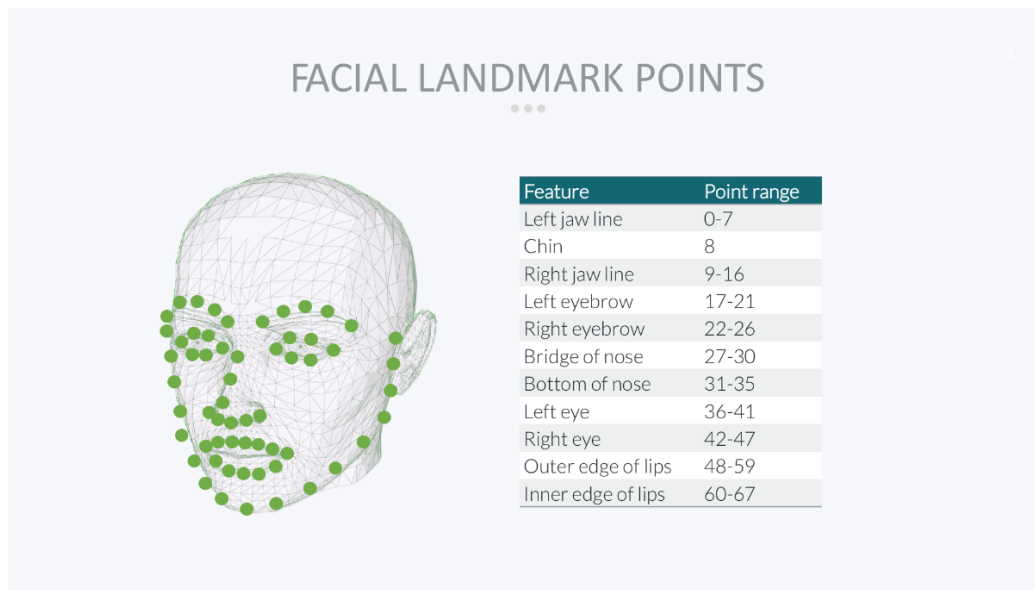 FACIAL LANDMARK POINTS
Feature Point range
Left jaw line 0-7
Chin 8
Right jaw line 9-16
Left eyebrow 17-21
Right eyebrow 22-26
Bridge of nose 27-30
Bottom of nose 31-35
Left eye 36-41
Right eye 42-47
Outer edge of lips 48-59
Inner edge of lips 60-67